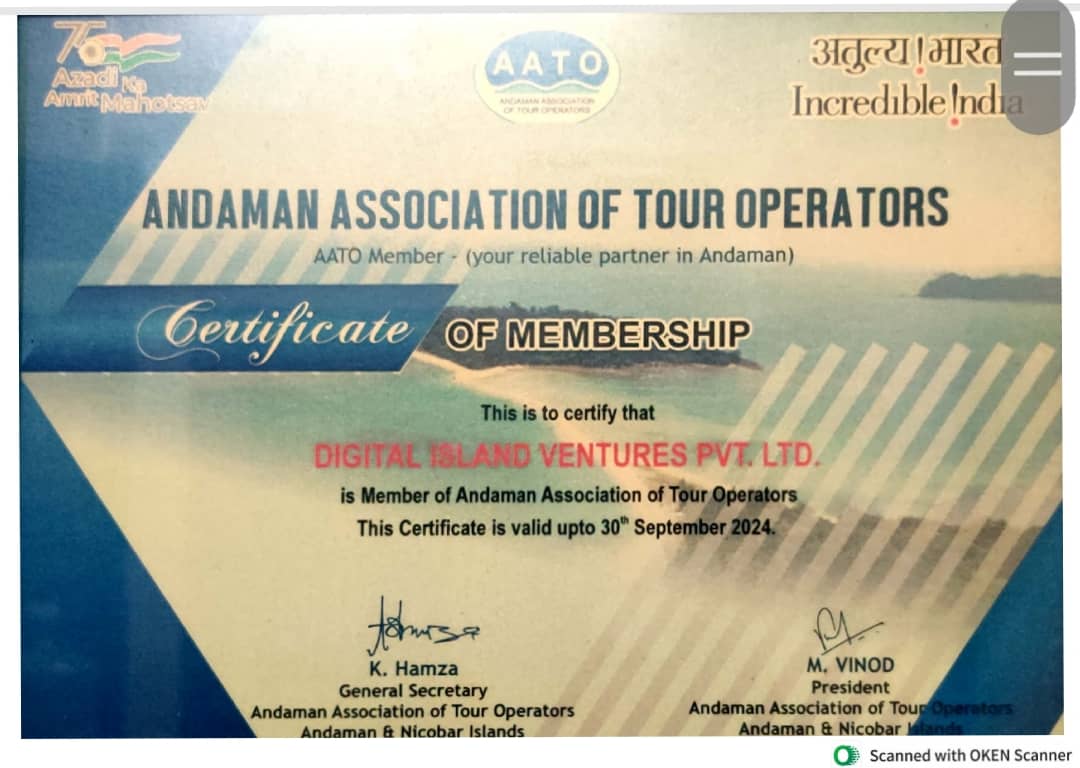 75
Azadi Ka
Amrit Mahotsav
AATO
ANDAMAN ASSOCIATION
OF TOUR OPERATORS
अतुल्य ! भारत
Incredible !ndia
ANDAMAN ASSOCIATION OF TOUR OPERATORS
AATO Member - (your reliable partner in Andaman)
Certificate OF MEMBERSHIP
This is to certify that
DIGITAL ISLAND VENTURES PVT. LTD.
is Member of Andaman Association of Tour Operators
This Certificate is valid upto 30th September 2024.
K. Hamza
General Secretary
Andaman Association of Tour Operators
Andaman & Nicobar Islands
M. VINOD
President
Andaman Association of Tour Operators
Andaman & Nicobar Islands
Scanned with OKEN Scanner